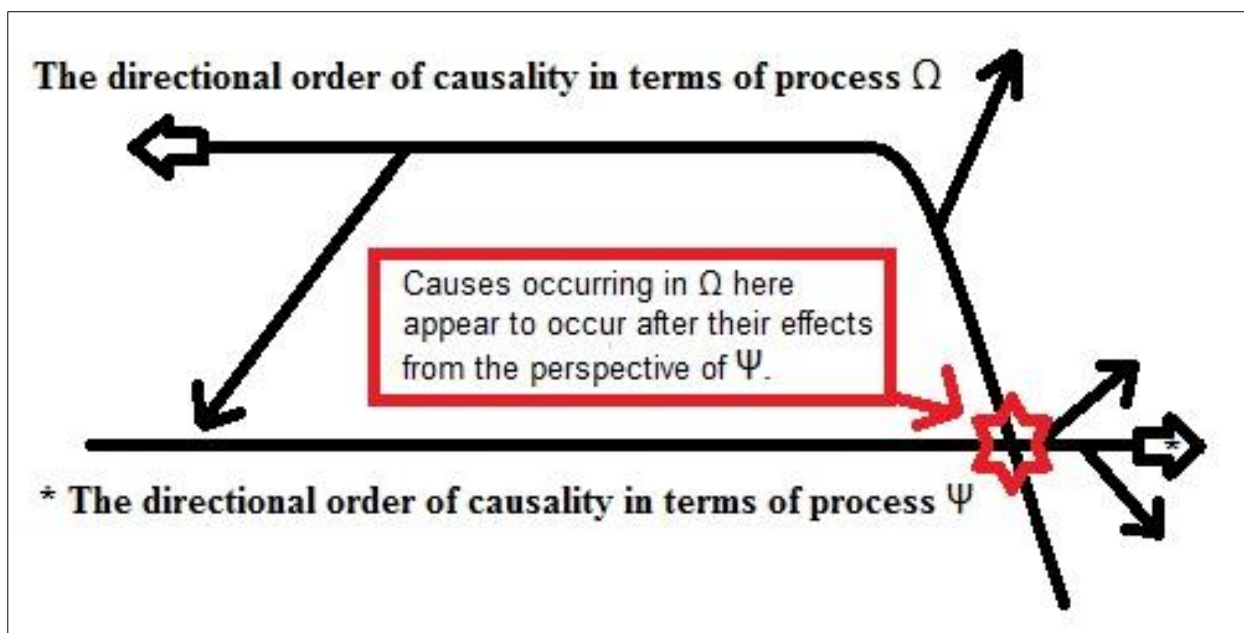 The directional order of causality in terms of process Ω
Causes occurring in Ω here
appear to occur after their effects
from the perspective of Ψ.
*
* The directional order of causality in terms of process Ψ